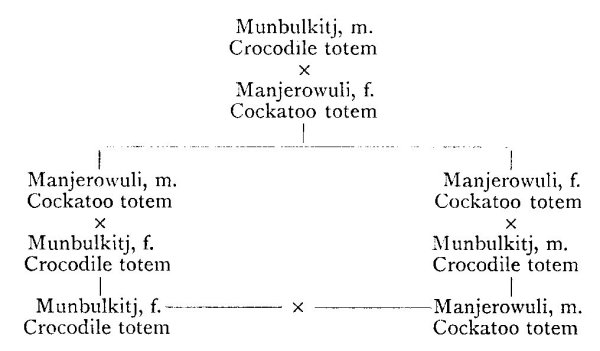 Munbulkitj, m.
Crocodile totem
×
Manjerowuli, f.
Cockatoo totem
Manjerowuli, m.
Cockatoo totem
×
Munbulkitj, f.
Crocodile totem
Manjerowuli, f.
Cockatoo totem
×
Munbulkitj, m.
Crocodile totem
Munbulkitj, f. × Manjerowuli, m.
Crocodile totem Cockatoo totem